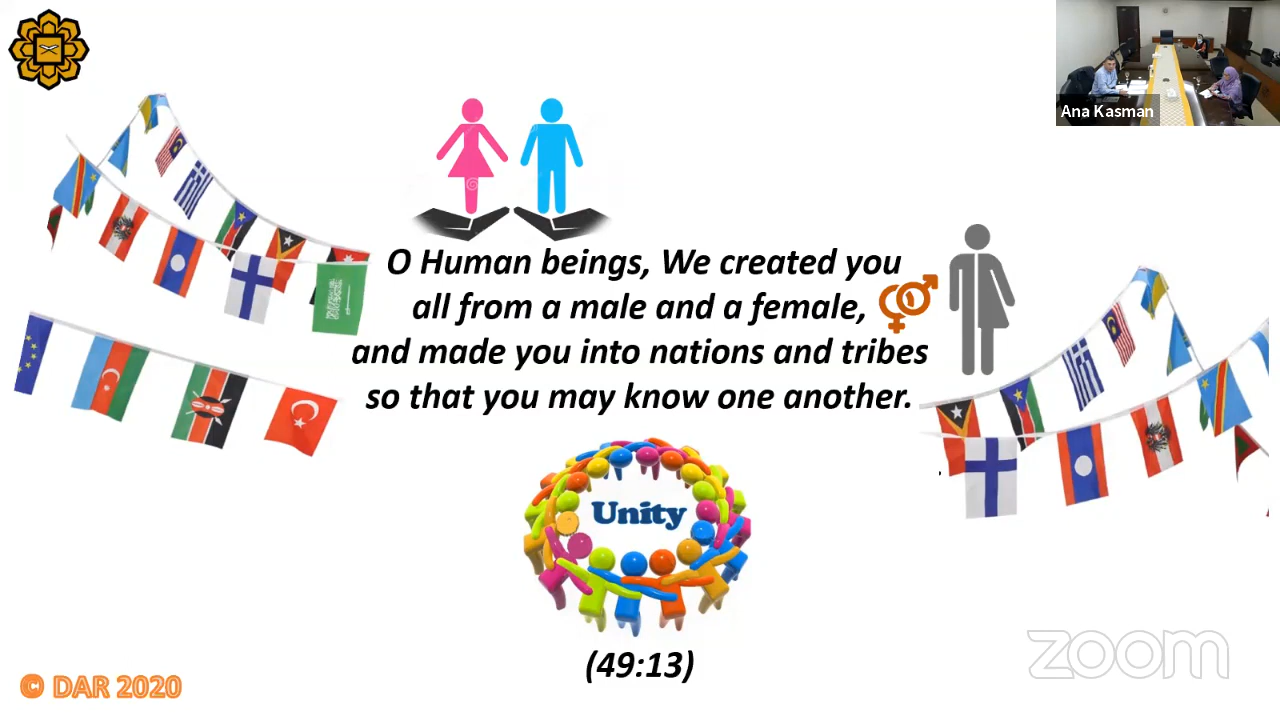 Ana Kasman
O Human beings, We created you
all from a male and a female,
and made you into nations and tribes
so that you may know one another.
Unity
(49:13)
© DAR 2020
zoom